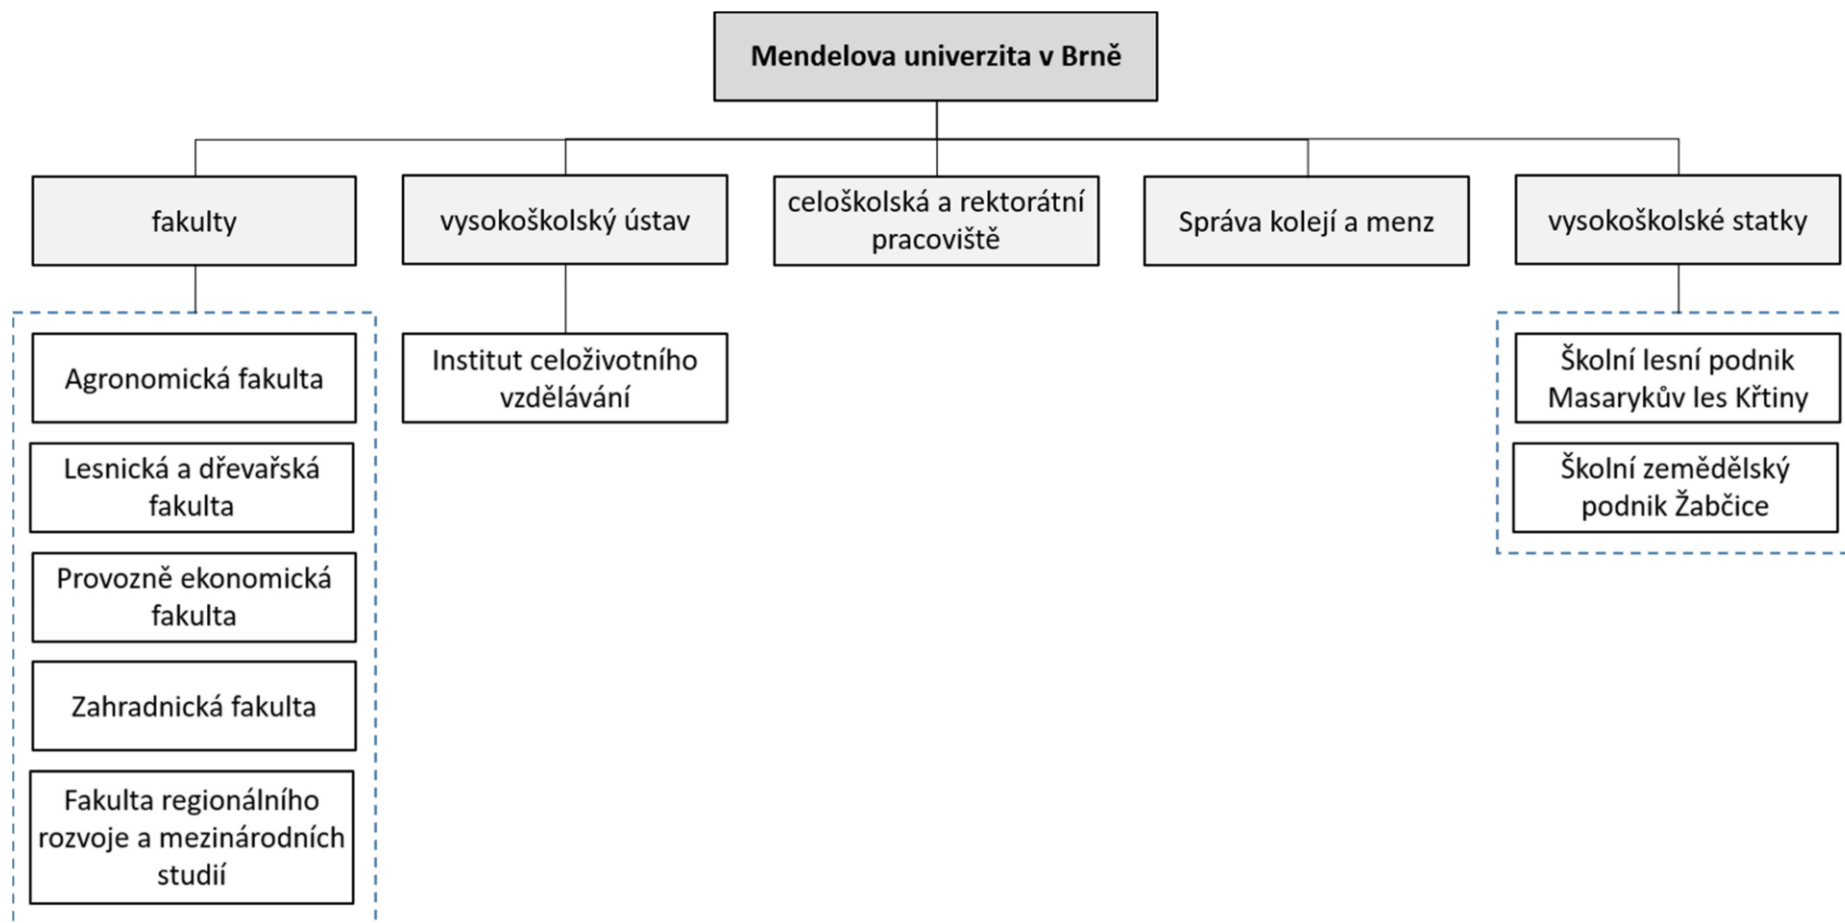 Mendelova univerzita v Brně
fakulty
vysokoškolský ústav
celoškolská a rektorátní
pracoviště
Správa kolejí a menz
vysokoškolské statky
Agronomická fakulta
Lesnická a dřevařská
fakulta
Provozně ekonomická
fakulta
Zahradnická fakulta
Fakulta regionálního
rozvoje a mezinárodních
studií
Institut celoživotního
vzdělávání
Školní lesní podnik
Masarykův les Křtiny
Školní zemědělský
podnik Žabčice